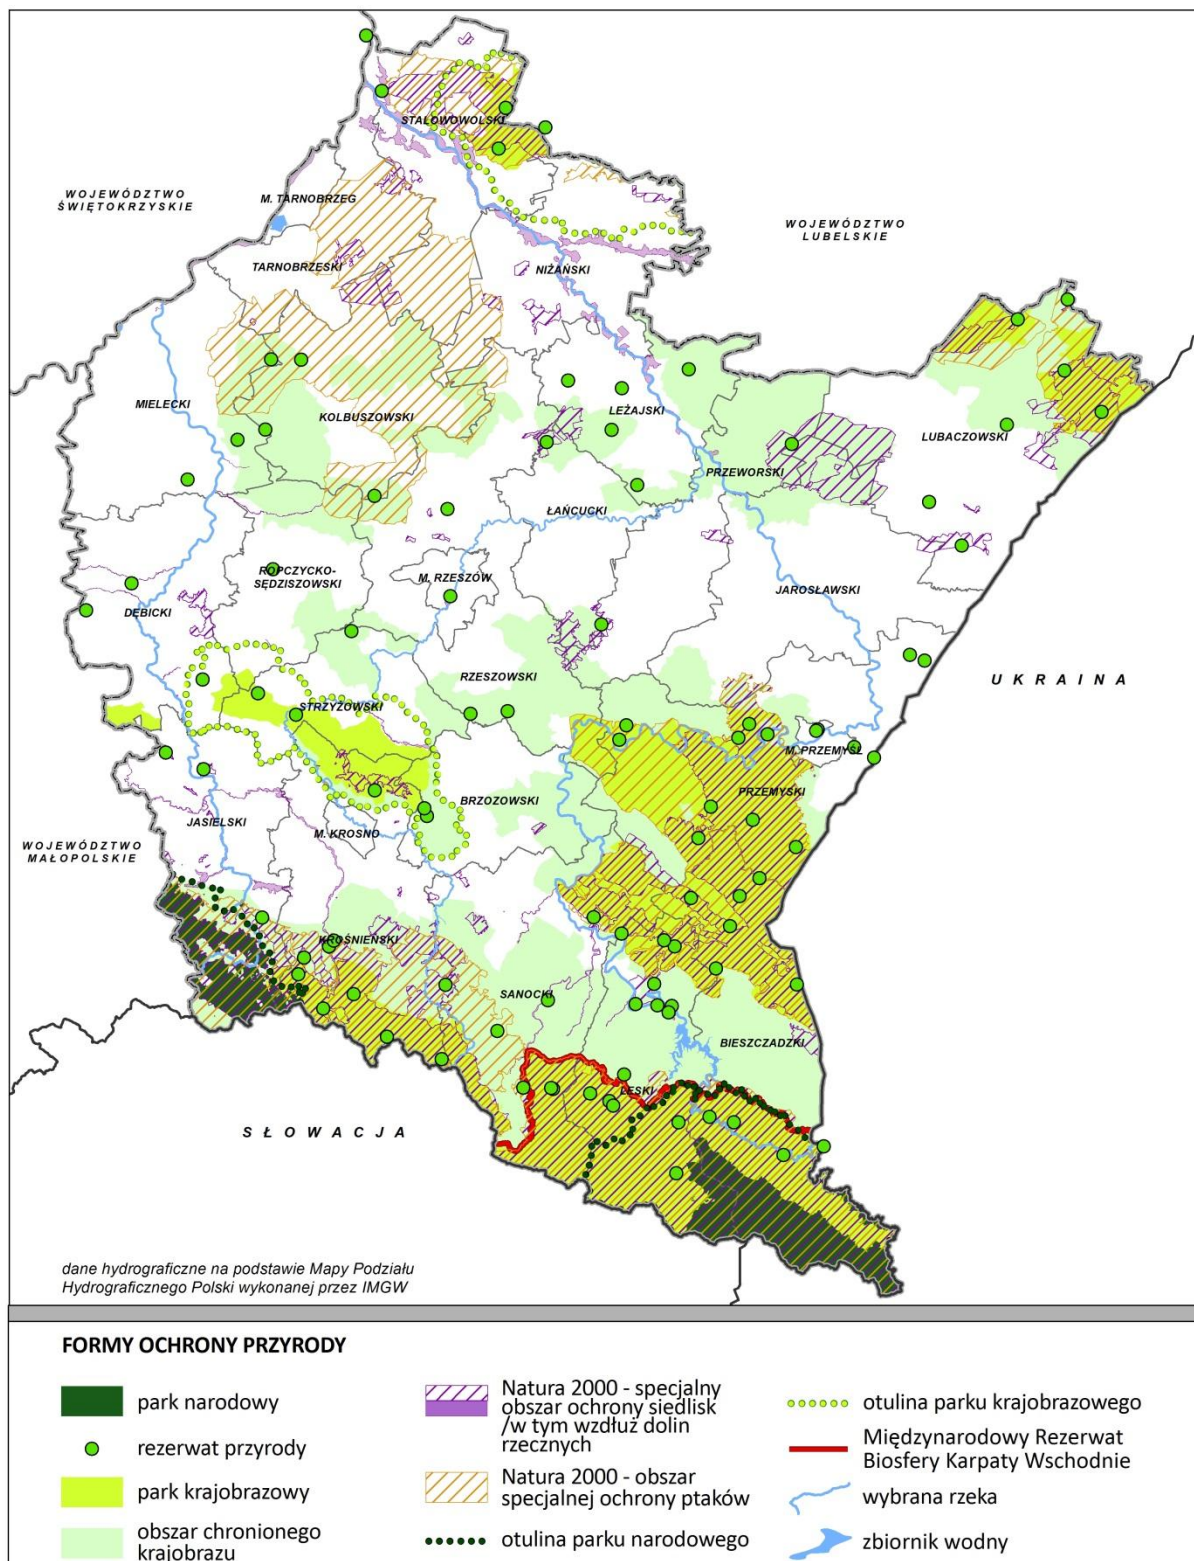 STALOWOWOLSKI
WOJEWÓDZTWO
ŚWIĘTOKRZYSKIE
M. TARNOBRZEG
WOJEWÓDZTWO
LUBELSKIE
TARNOBRZESKI
NIŻAŃSKI
MIELECKI
KOLBUSZOWSKI
LEŻAJSKI
LUBACZOWSKI
PRZEWORSKI
ŁAŃCUCKI
ROPCZYCKO-
SĘDZISZOWSKI
M. RZESZÓW
JAROSŁAWSKI
DĘBICKI
RZESZOWSKI
UKRAINA
STRZYŻOWSKI
M. PRZEMYŚL
PRZEMYSKI
BRZOZOWSKI
JASIELSKI
M. KROSNO
WOJEWÓDZTWO
MAŁOPOLSKIE
KROŚNIEŃSKI
SANOCKI
BIESZCZADZKI
LESKI
SŁOWACJA
dane hydrograficzne na podstawie Mapy Podziału
Hydrograficznego Polski wykonanej przez IMGW
FORMY OCHRONY PRZYRODY
park narodowy
rezerwat przyrody
park krajobrazowy
obszar chronionego
krajobrazu
Natura 2000 - specjalny
obszar ochrony siedlisk
/w tym wzdłuż dolin
rzecznych
Natura 2000 - obszar
specjalnej ochrony ptaków
otulina parku narodowego
otulina parku krajobrazowego
Międzynarodowy Rezerwat
Biosfery Karpaty Wschodnie
wybrana rzeka
zbiornik wodny